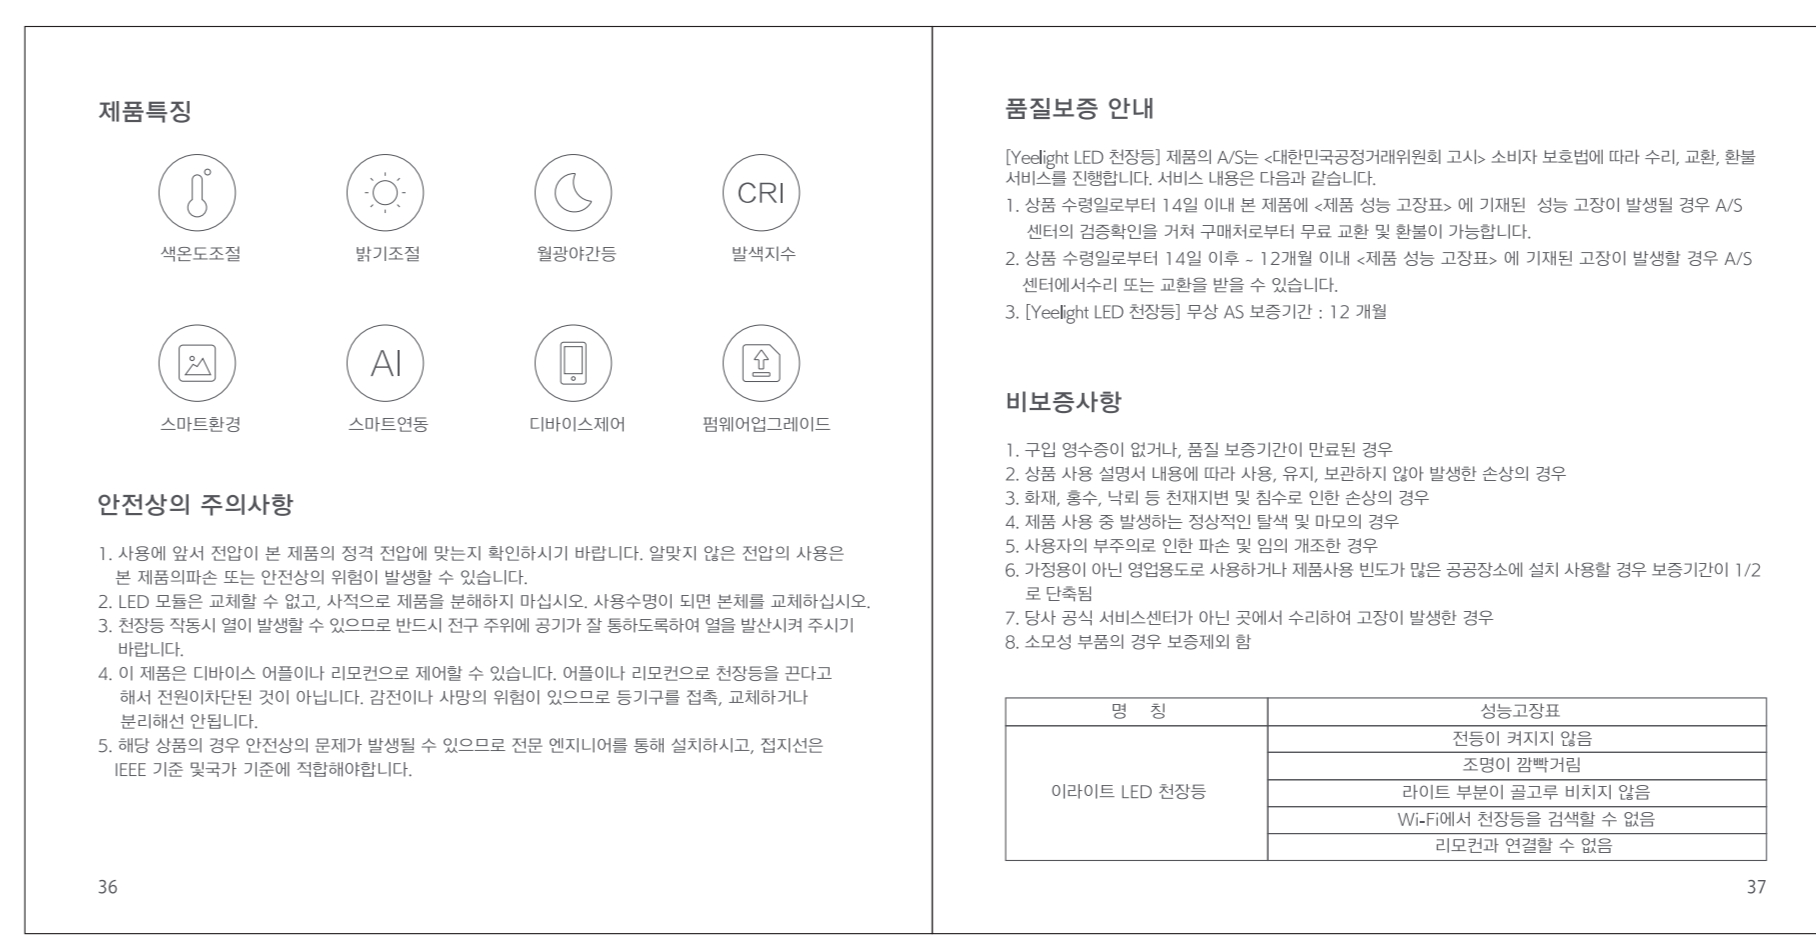 제품특징
CRI
색온도조절
밝기조절
월광야간등
발색지수
AI
스마트환경
스마트연동
디바이스제어
펌웨어업그레이드
안전상의 주의사항
1. 사용에 앞서 전압이 본 제품의 정격 전압에 맞는지 확인하시기 바랍니다. 알맞지 않은 전압의 사용은
본 제품의파손 또는 안전상의 위험이 발생할 수 있습니다.
2. LED 모듈은 교체할 수 없고, 사적으로 제품을 분해하지 마십시오. 사용수명이 되면 본체를 교체하십시오.
3. 천장등 작동시 열이 발생할 수 있으므로 반드시 전구 주위에 공기가 잘 통하도록하여 열을 발산시켜 주시기
바랍니다.
4. 이 제품은 디바이스 어플이나 리모컨으로 제어할 수 있습니다. 어플이나 리모컨으로 천장등을 끈다고
해서 전원이차단된 것이 아닙니다. 감전이나 사망의 위험이 있으므로 등기구를 접촉, 교체하거나
분리해선 안됩니다.
5. 해당 상품의 경우 안전상의 문제가 발생될 수 있으므로 전문 엔지니어를 통해 설치하시고, 접지선은
IEEE 기준 및국가 기준에 적합해야합니다.
36
품질보증 안내
[Yeelight LED 천장등] 제품의 A/S는 <대한민국공정거래위원회 고시> 소비자 보호법에 따라 수리, 교환, 환불
서비스를 진행합니다. 서비스 내용은 다음과 같습니다.
1. 상품 수령일로부터 14일 이내 본 제품에 <제품 성능 고장표> 에 기재된 성능 고장이 발생될 경우 A/S
센터의 검증확인을 거쳐 구매처로부터 무료 교환 및 환불이 가능합니다.
2. 상품 수령일로부터 14일 이후 ~ 12개월 이내 <제품 성능 고장표> 에 기재된 고장이 발생할 경우 A/S
센터에서수리 또는 교환을 받을 수 있습니다.
3. [Yeelight LED 천장등] 무상 AS 보증기간 : 12 개월
비보증사항
1. 구입 영수증이 없거나, 품질 보증기간이 만료된 경우
2. 상품 사용 설명서 내용에 따라 사용, 유지, 보관하지 않아 발생한 손상의 경우
3. 화재, 홍수, 낙뢰 등 천재지변 및 침수로 인한 손상의 경우
4. 제품 사용 중 발생하는 정상적인 탈색 및 마모의 경우
5. 사용자의 부주의로 인한 파손 및 임의 개조한 경우
6. 가정용이 아닌 영업용도로 사용하거나 제품사용 빈도가 많은 공공장소에 설치 사용할 경우 보증기간이 1/2
로 단축됨
7. 당사 공식 서비스센터가 아닌 곳에서 수리하여 고장이 발생한 경우
8. 소모성 부품의 경우 보증제외 함
명 칭
성능고장표
이라이트 LED 천장등
전등이 켜지지 않음
조명이 깜빡거림
라이트 부분이 골고루 비치지 않음
Wi-Fi에서 천장등을 검색할 수 없음
리모컨과 연결할 수 없음
37